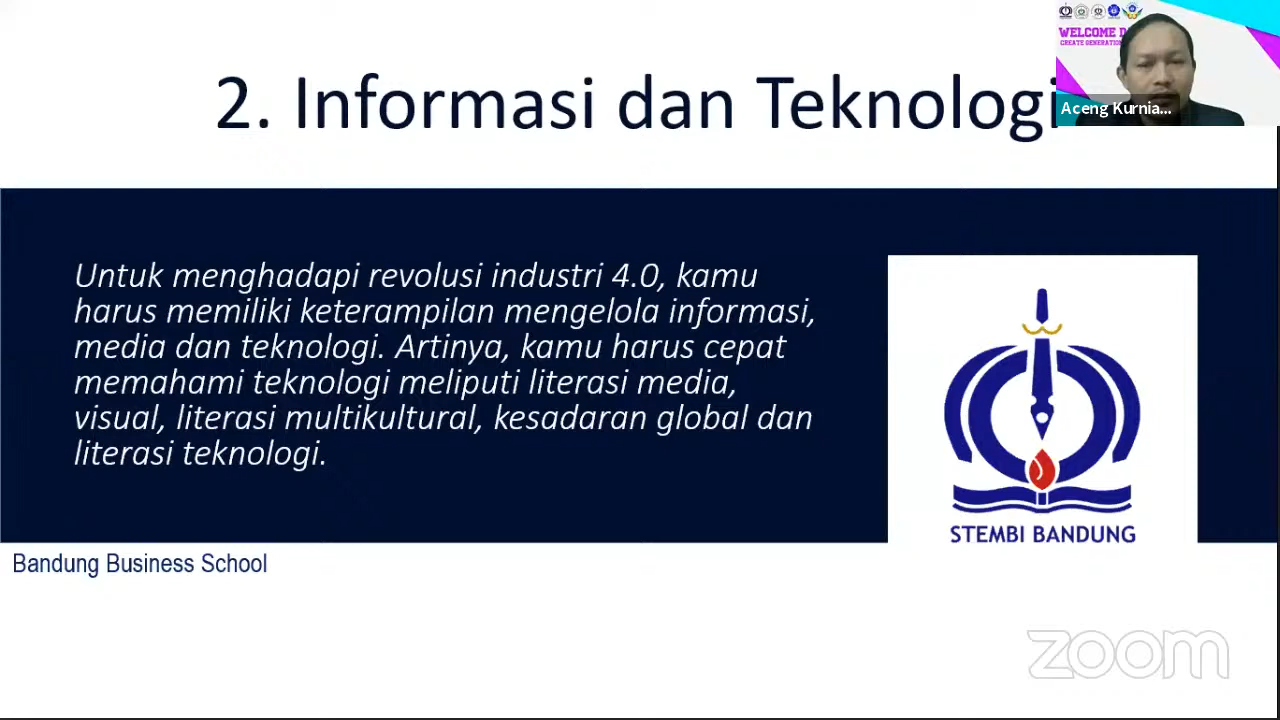 WELCOME D
CREATE GENERATION
2. Informasi dan Teknologi
Aceng Kurnia...
Untuk menghadapi revolusi industri 4.0, kamu
harus memiliki keterampilan mengelola informasi,
media dan teknologi. Artinya, kamu harus cepat
memahami teknologi meliputi literasi media,
visual, literasi multikultural, kesadaran global dan
literasi teknologi.
STEMBI BANDUNG
Bandung Business School
zoom